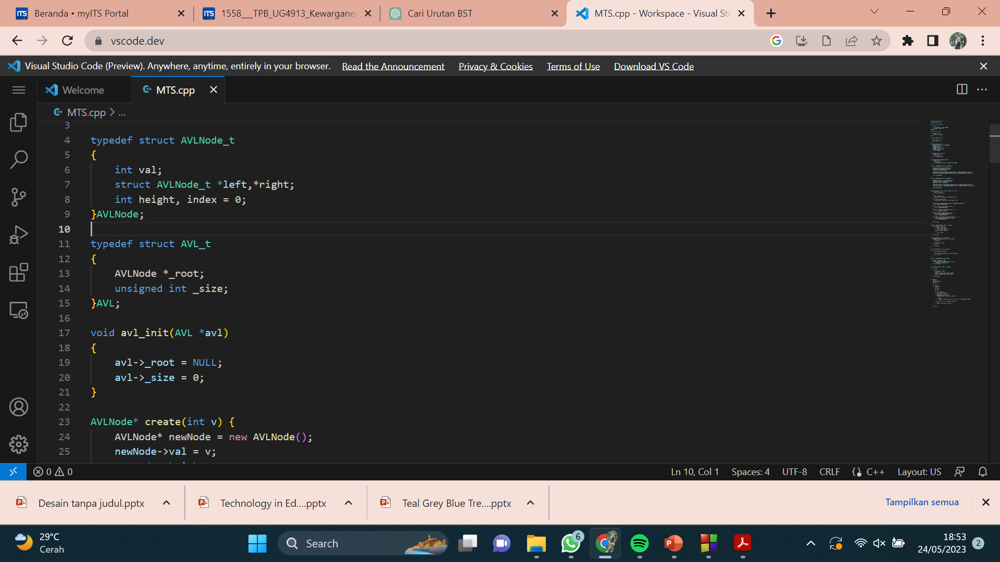 Beranda • myITS Portal
1558___TPB_UG4913_Kewarganeg
Cari Urutan BST
MTS.cpp - Workspace - Visual Stu
vscode.dev
Visual Studio Code (Preview). Anywhere, anytime, entirely in your browser. Read the Announcement Privacy & Cookies Terms of Use Download VS Code
Welcome
MTS.cpp
MTS.cpp > ...
3
4 typedef struct AVLNode_t
5 {
6     int val;
7     struct AVLNode_t *left,*right;
8     int height, index = 0;
9 }AVLNode;
10
11 typedef struct AVL_t
12 {
13     AVLNode *_root;
14     unsigned int _size;
15 }AVL;
16
17 void avl_init(AVL *avl)
18 {
19     avl->_root = NULL;
20     avl->_size = 0;
21 }
22
23 AVLNode* create(int v) {
24     AVLNode* newNode = new AVLNode();
25     newNode->val = v;
0 0
Ln 10, Col 1 Spaces: 4 UTF-8 CRLF C++ Layout: US
Desain tanpa judul.pptx
Technology in Ed....pptx
Teal Grey Blue Tre....pptx
Tampilkan semua
29°C
Cerah
Search
6
18:53
24/05/2023
2